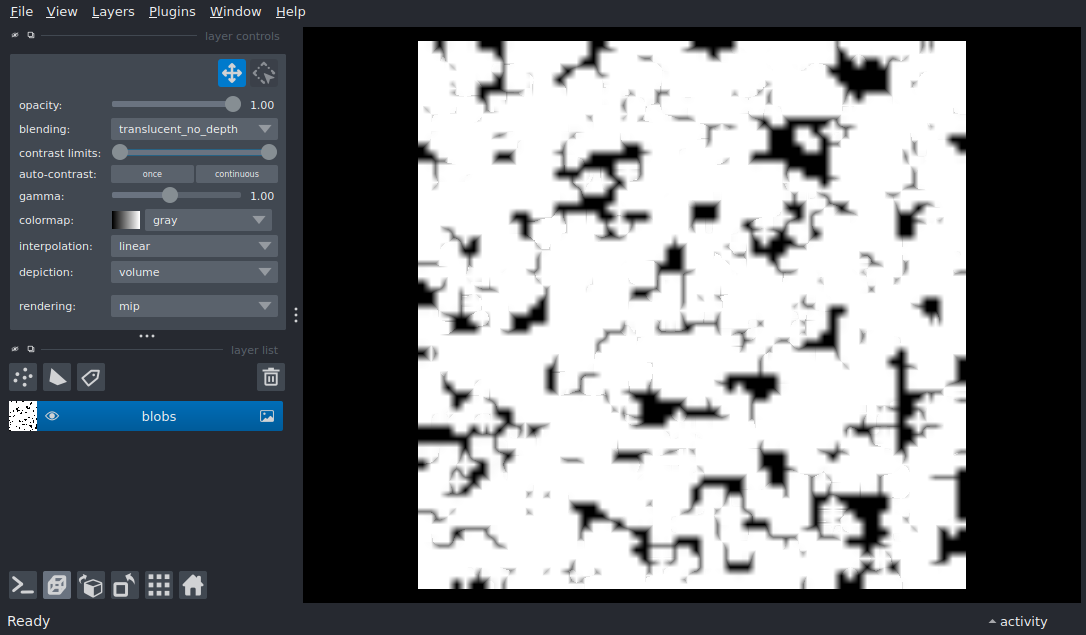 File View Layers Plugins Window Help
layer controls
opacity: 1.00
blending: translucent_no_depth
contrast limits:
auto-contrast: once continuous
gamma: 1.00
colormap: gray
interpolation: linear
depiction: volume
rendering: mip
layer list
blobs
Ready
activity